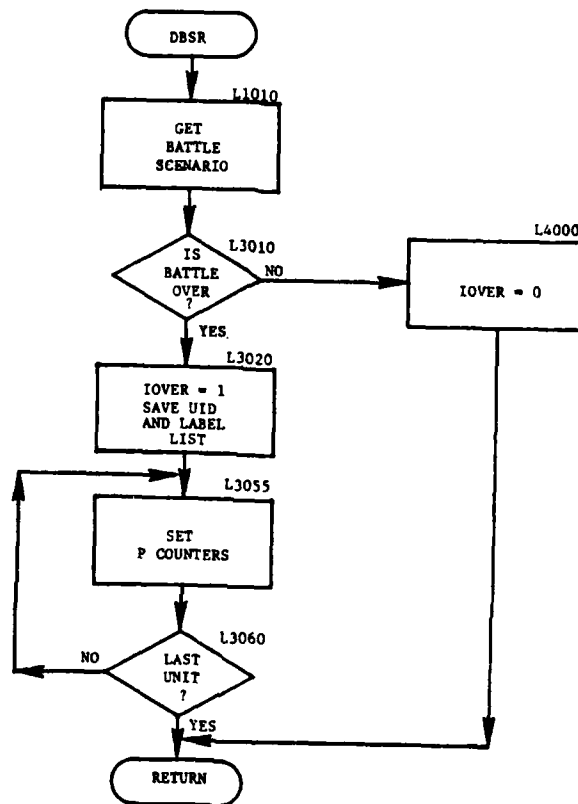 DBSR
L1010
GET
BATTLE
SCENARIO
L3010
IS
BATTLE
OVER
?
NO
YES
L4000
IOVER = 0
L3020
IOVER = 1
SAVE UID
AND LABEL
LIST
L3055
SET
P COUNTERS
L3060
LAST
UNIT
?
NO
YES
RETURN